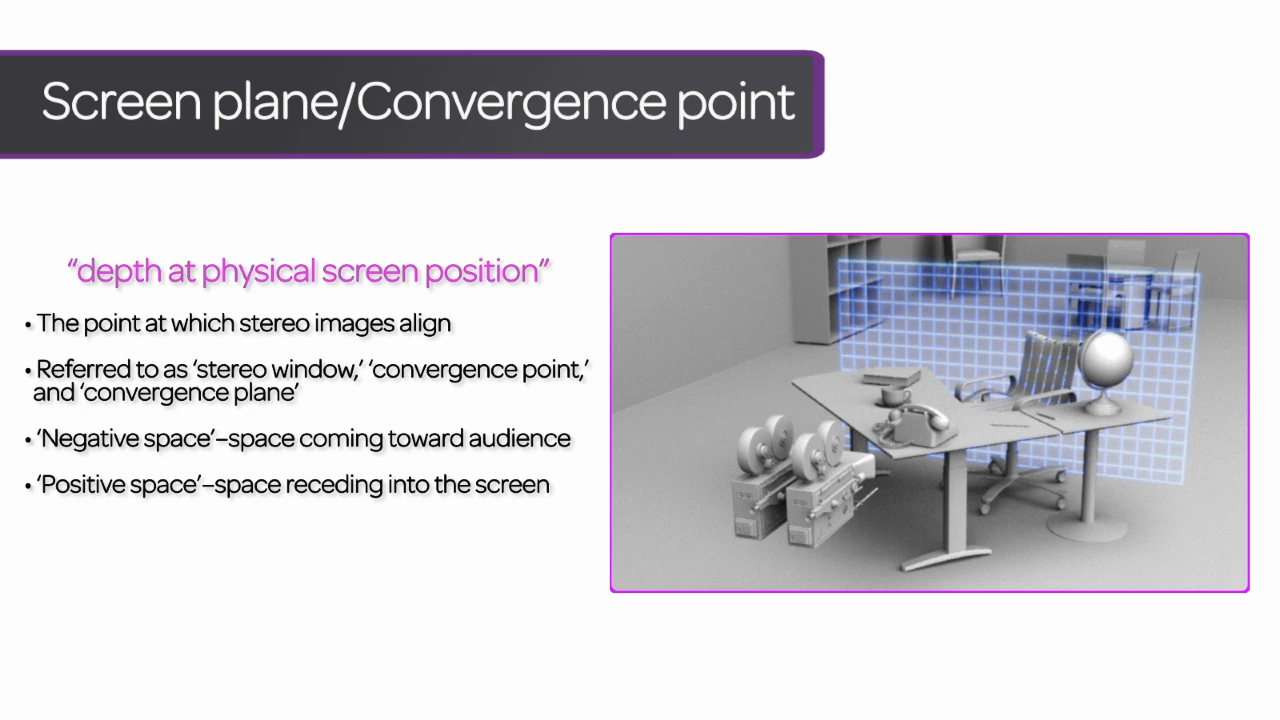 Screen plane/Convergence point
“depth at physical screen position”
• The point at which stereo images align
• Referred to as ‘stereo window,’ ‘convergence point,’
and ‘convergence plane’
• ‘Negative space’–space coming toward audience
• ‘Positive space’–space receding into the screen